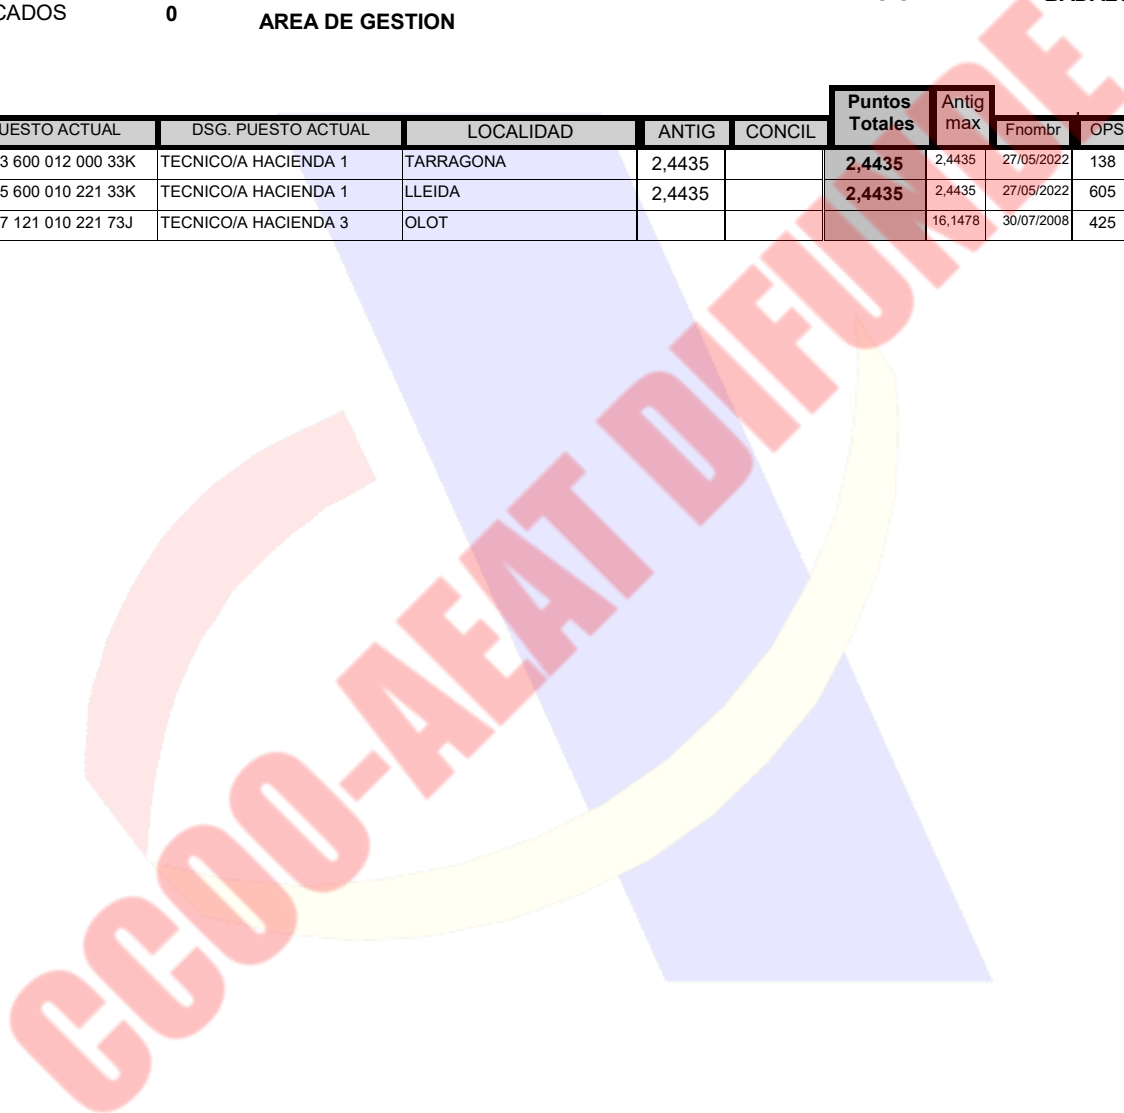 CADOS 0 AREA DE GESTION
Puntos Totales Antig max
UESTO ACTUAL DSG. PUESTO ACTUAL LOCALIDAD ANTIG CONCIL Fnombr OPS
3 600 012 000 33K TECNICO/A HACIENDA 1 TARRAGONA 2,4435 2,4435 2,4435 27/05/2022 138
5 600 010 221 33K TECNICO/A HACIENDA 1 LLEIDA 2,4435 2,4435 2,4435 27/05/2022 605
7 121 010 221 73J TECNICO/A HACIENDA 3 OLOT 16,1478 30/07/2008 425
CCOO-AEAT DIFUNDE